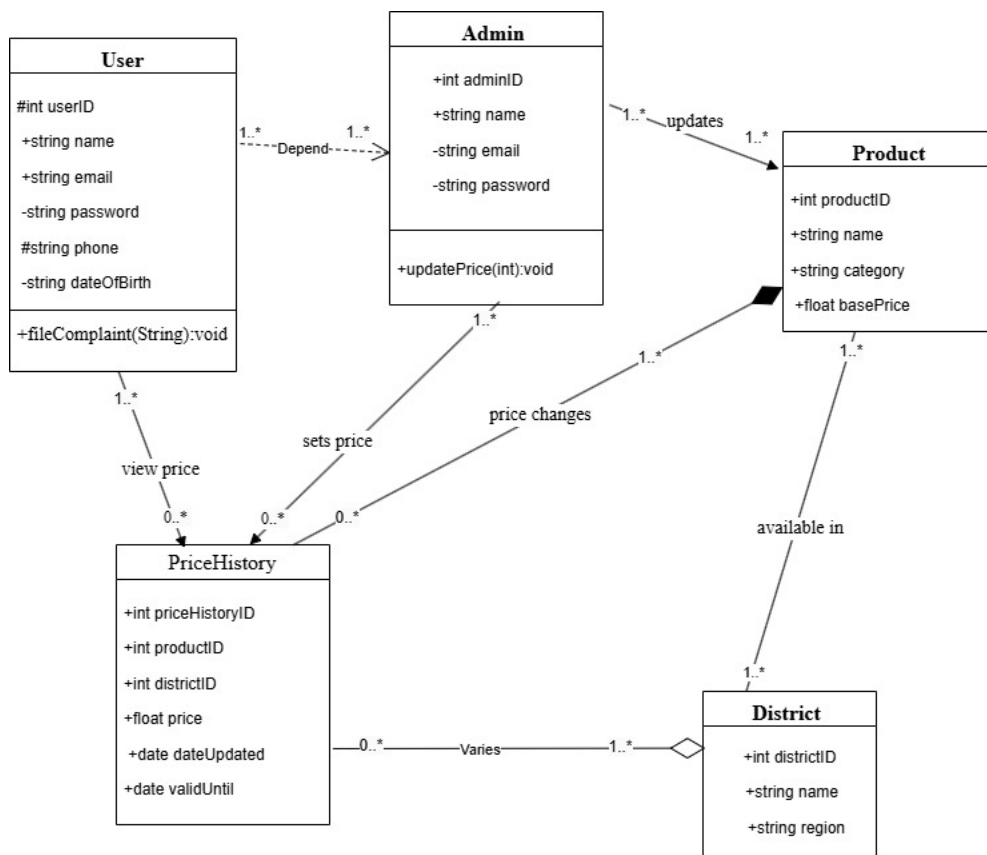 User
#int userID
+string name
+string email
-string password
#string phone
-string dateOfBirth
+fileComplaint(String):void
1..*
Depend
1..*
Admin
+int adminID
+string name
-string email
-string password
+updatePrice(int):void
1..*
updates
1..*
Product
+int productID
+string name
+string category
+float basePrice
1..*
view price
0..*
1..*
sets price
0..*
1..*
price changes
0..*
1..*
available in
1..*
PriceHistory
+int priceHistoryID
+int productID
+int districtID
+float price
+date dateUpdated
+date validUntil
0..*
Varies
1..*
District
+int districtID
+string name
+string region